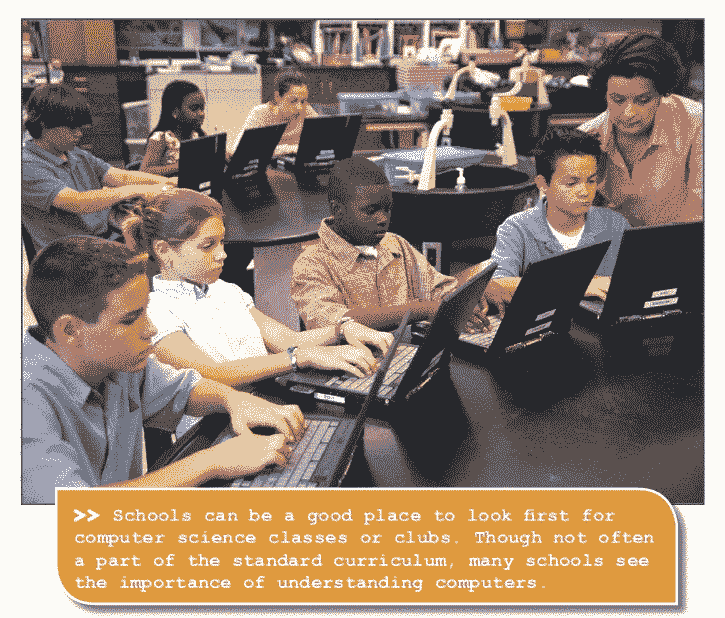 >> Schools can be a good place to look first for
computer science classes or clubs. Though not often
a part of the standard curriculum, many schools see
the importance of understanding computers.